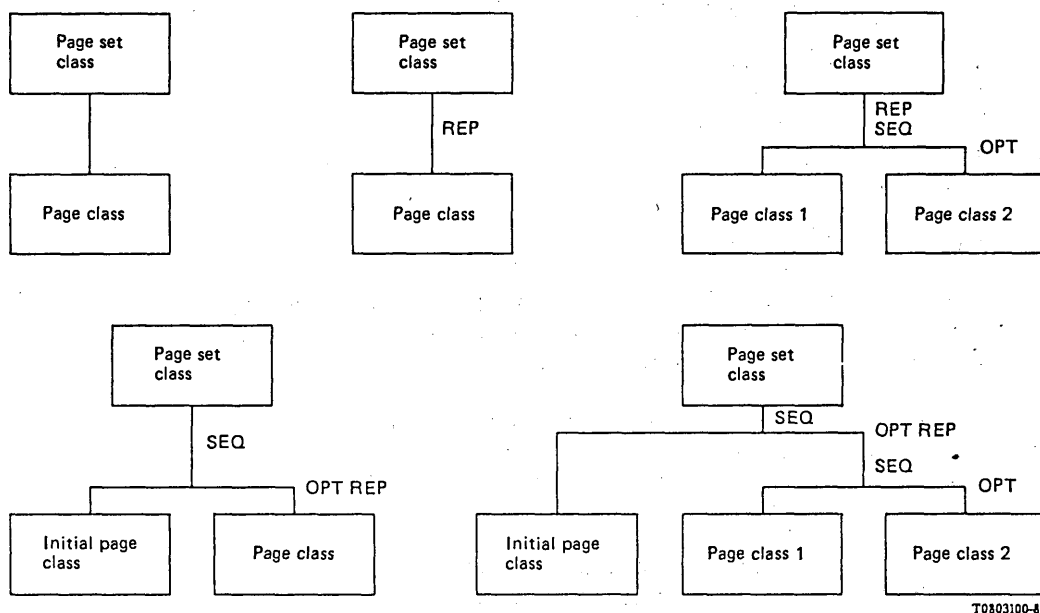 Page set
class
Page class
Page set
class
REP
Page class
Page set
class
REP
SEQ
OPT
Page class 1
Page class 2
Page set
class
SEQ
OPT REP
Initial page
class
Page class
Page set
class
SEQ
OPT REP
SEQ
OPT
Initial page
class
Page class 1
Page class 2
T0803100-8